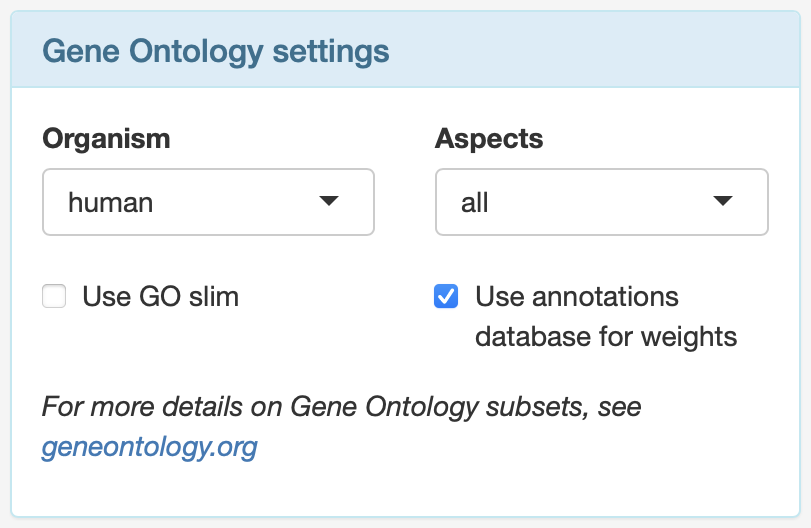 Gene Ontology settings
Organism
Aspects
human
all
Use GO slim
Use annotations
database for weights
For more details on Gene Ontology subsets, see
geneontology.org